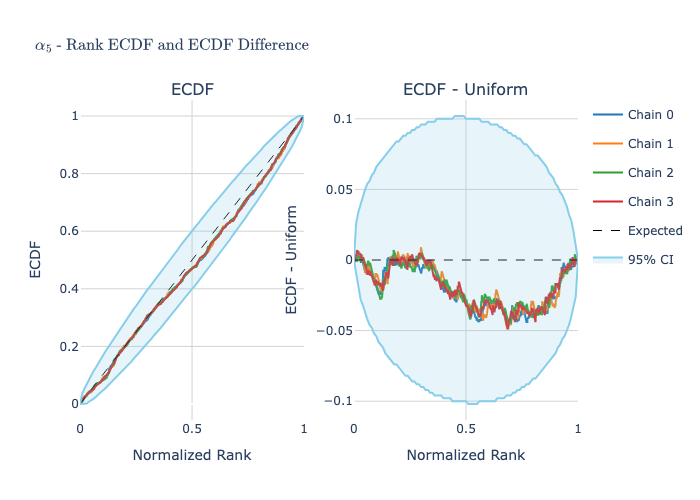 α₅ - Rank ECDF and ECDF Difference
ECDF
ECDF
1
0.8
0.6
0.4
0.2
0
0
0.5
1
Normalized Rank
ECDF - Uniform
ECDF - Uniform
0.1
0.05
0
−0.05
−0.1
0
0.5
1
Normalized Rank
Chain 0
Chain 1
Chain 2
Chain 3
Expected
95% CI